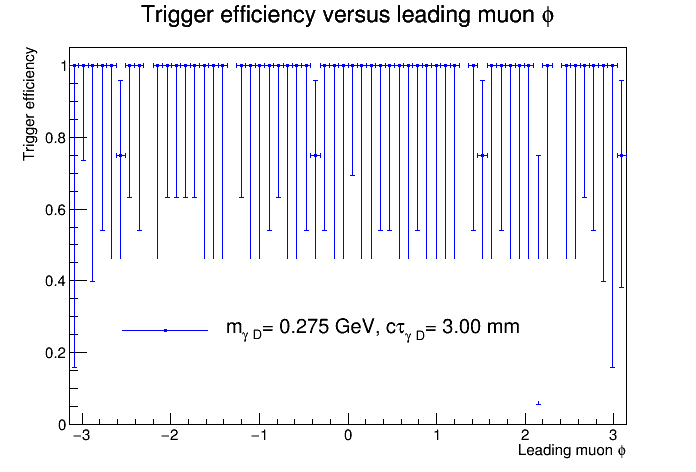 Trigger efficiency versus leading muon ϕ
Trigger efficiency
1
0.8
0.6
0.4
0.2
0
m_γ D= 0.275 GeV, cτ_γ D= 3.00 mm
−3 −2 −1 0 1 2 3
Leading muon ϕ